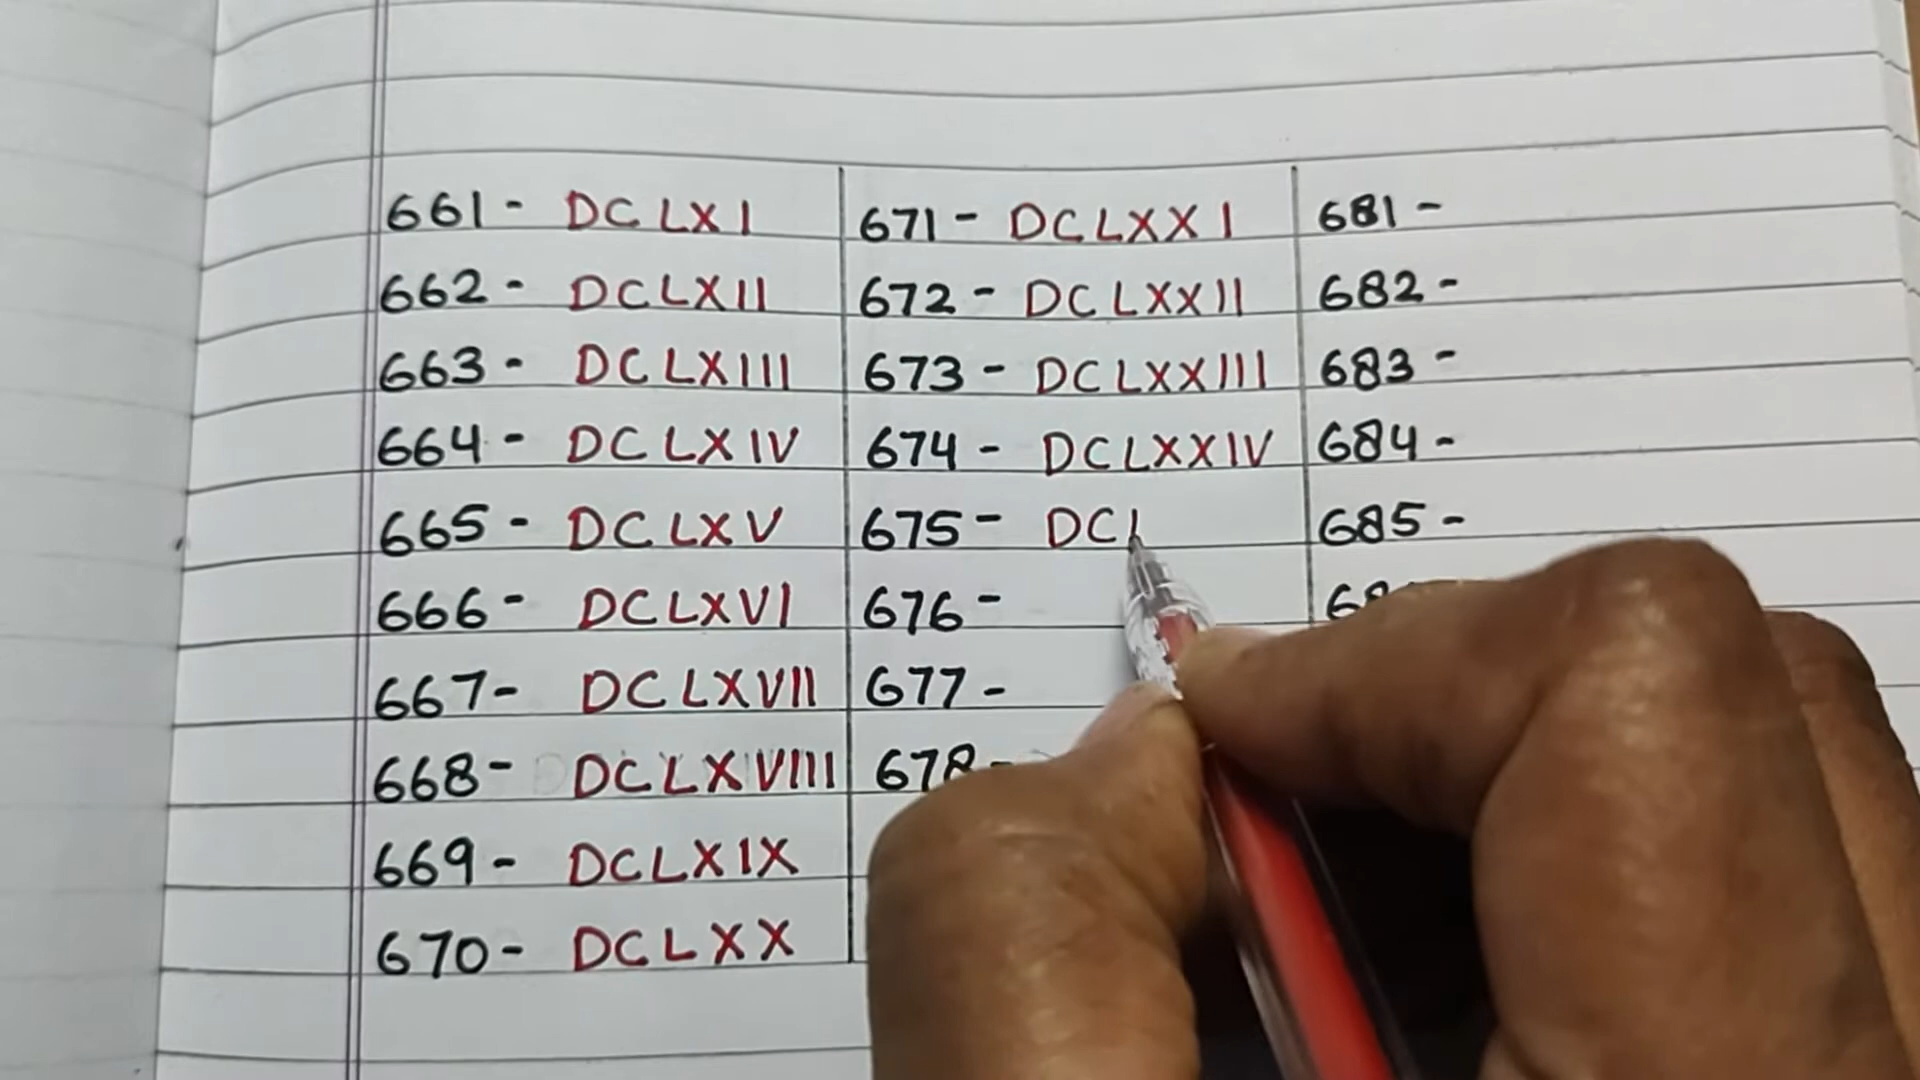 661 - DCLXI
662 - DCLXII
663 - DCLXIII
664 - DCLXIV
665 - DCLXV
666 - DCLXVI
667 - DCLXVII
668 - DCLXVIII
669 - DCLXIX
670 - DCLXX
671 - DCLXXI
672 - DCLXXII
673 - DCLXXIII
674 - DCLXXIV
675 - DCL
676 -
677 -
678 -
681 -
682 -
683 -
684 -
685 -